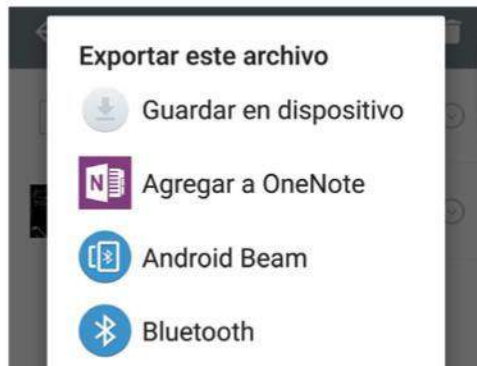 Exportar este archivo
Guardar en dispositivo
Agregar a OneNote
Android Beam
Bluetooth